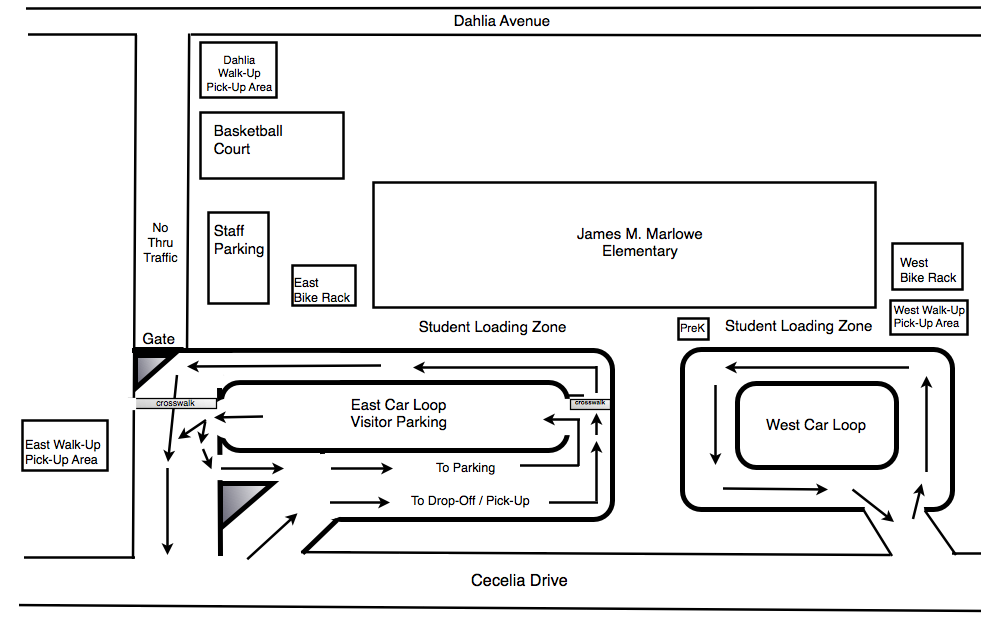 Dahlia Avenue
Dahlia
Walk-Up
Pick-Up Area
Basketball
Court
No
Thru
Traffic
Staff
Parking
East
Bike Rack
James M. Marlowe
Elementary
West
Bike Rack
West Walk-Up
Pick-Up Area
Gate
Student Loading Zone
PreK
Student Loading Zone
crosswalk
East Car Loop
Visitor Parking
crosswalk
West Car Loop
East Walk-Up
Pick-Up Area
To Parking
To Drop-Off / Pick-Up
Cecelia Drive